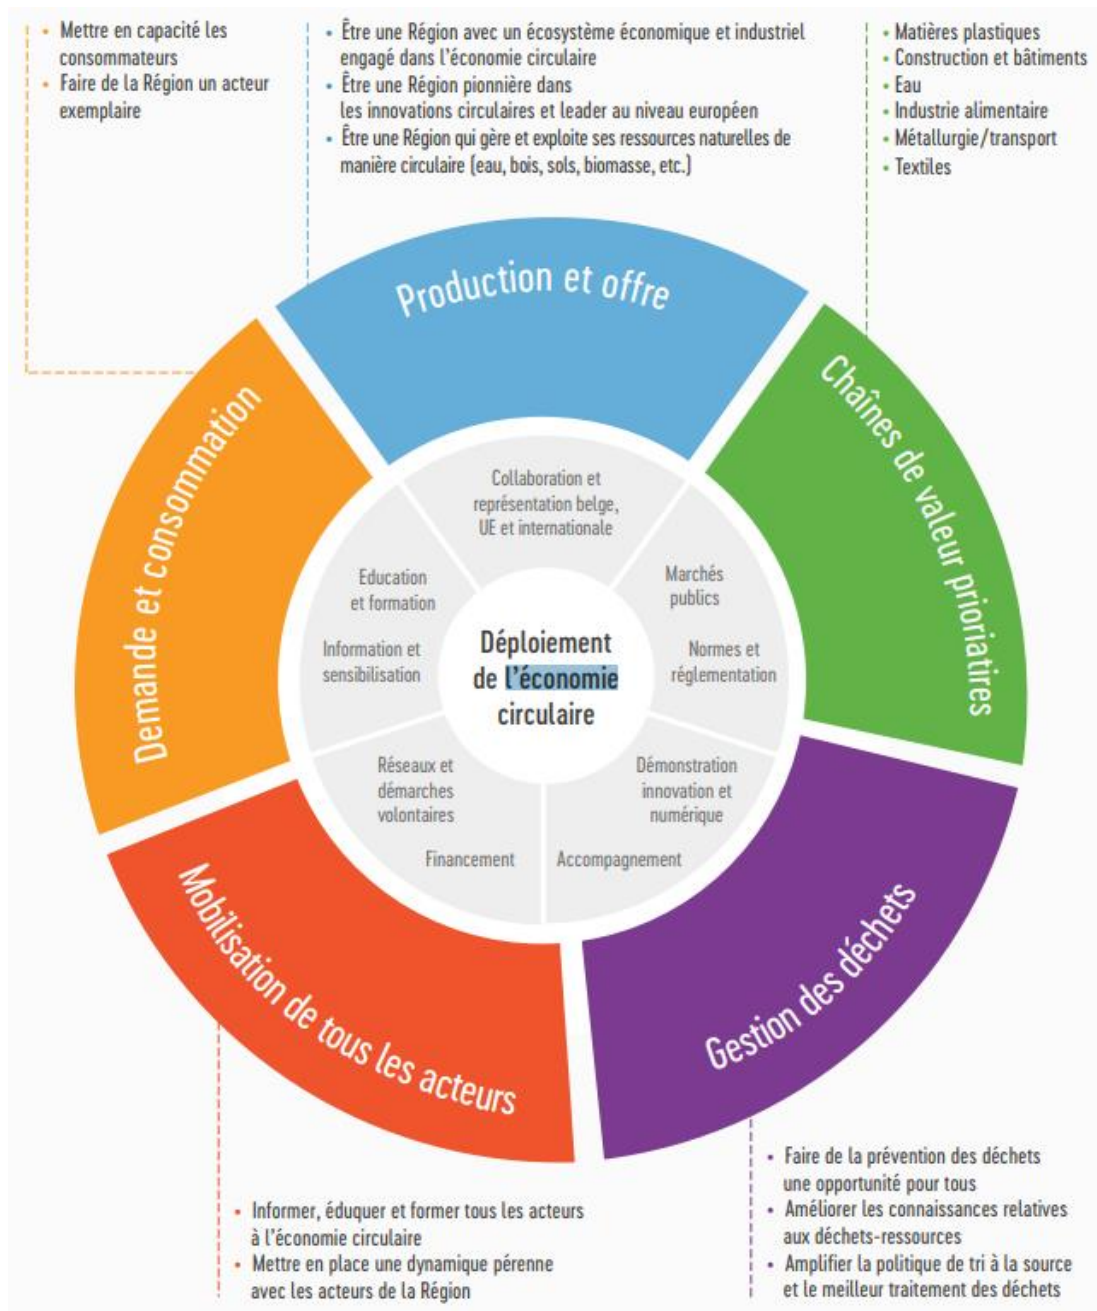 • Mettre en capacité les
consommateurs
• Faire de la Région un acteur
exemplaire
• Être une Région avec un écosystème économique et industriel
engagé dans l'économie circulaire
• Être une Région pionnière dans
les innovations circulaires et leader au niveau européen
• Être une Région qui gère et exploite ses ressources naturelles de
manière circulaire (eau, bois, sols, biomasse, etc.)
• Matières plastiques
• Construction et bâtiments
• Eau
• Industrie alimentaire
• Métallurgie/transport
• Textiles
Production et offre
Chaînes de valeur prioriatires
Demande et consommation
Collaboration et
représentation belge,
UE et internationale
Education
et formation
Information et
sensibilisation
Marchés
publics
Normes et
réglementation
Déploiement
de l'économie
circulaire
Réseaux et
démarches
volontaires
Financement
Démonstration
innovation et
numérique
Accompagnement
Mobilisation de tous les acteurs
Gestion des déchets
• Informer, éduquer et former tous les acteurs
à l'économie circulaire
• Mettre en place une dynamique pérenne
avec les acteurs de la Région
• Faire de la prévention des déchets
une opportunité pour tous
• Améliorer les connaissances relatives
aux déchets-ressources
• Amplifier la politique de tri à la source
et le meilleur traitement des déchets